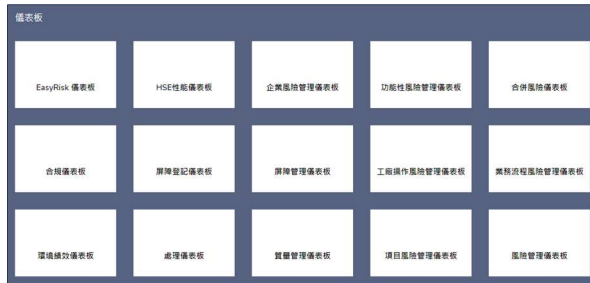 儀表板
EasyRisk 儀表板
HSE性能儀表板
企業風險管理儀表板
功能性風險管理儀表板
合併風險儀表板
合規儀表板
屏障登記儀表板
屏障管理儀表板
工廠操作風險管理儀表板
業務流程風險管理儀表板
環境績效儀表板
處理儀表板
質量管理儀表板
項目風險管理儀表板
風險管理儀表板